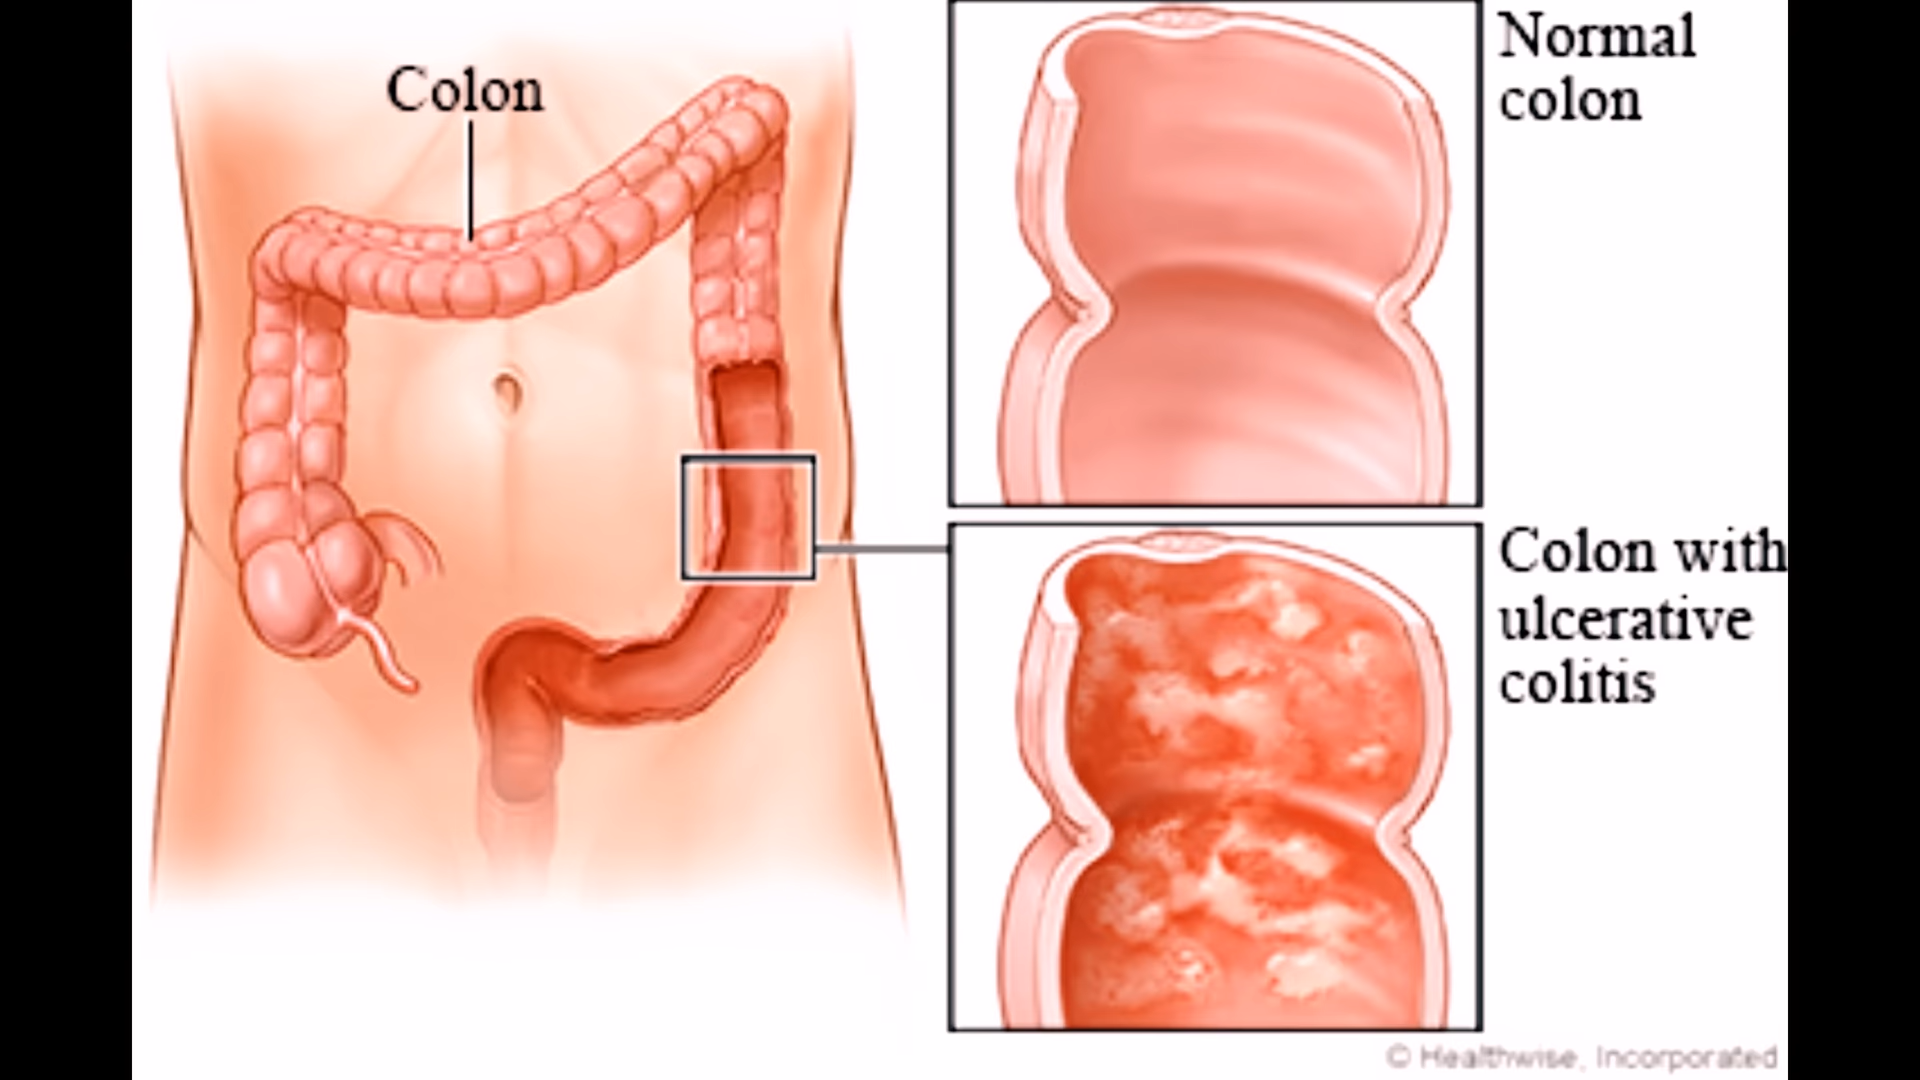 Colon
Normal
colon
Colon with
ulcerative
colitis
© Healthwise, Incorporated